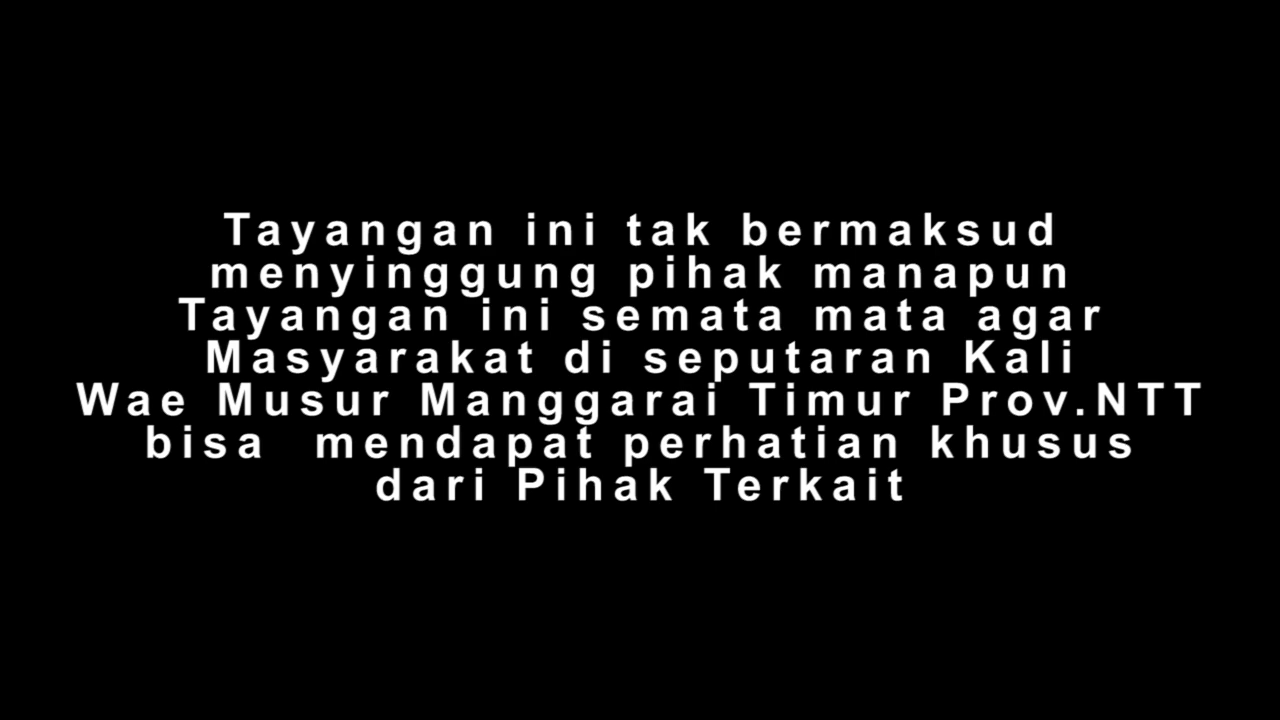 Tayangan ini tak bermaksud
menyinggung pihak manapun
Tayangan ini semata mata agar
Masyarakat di seputaran Kali
Wae Musur Manggarai Timur Prov.NTT
bisa  mendapat perhatian khusus
dari Pihak Terkait